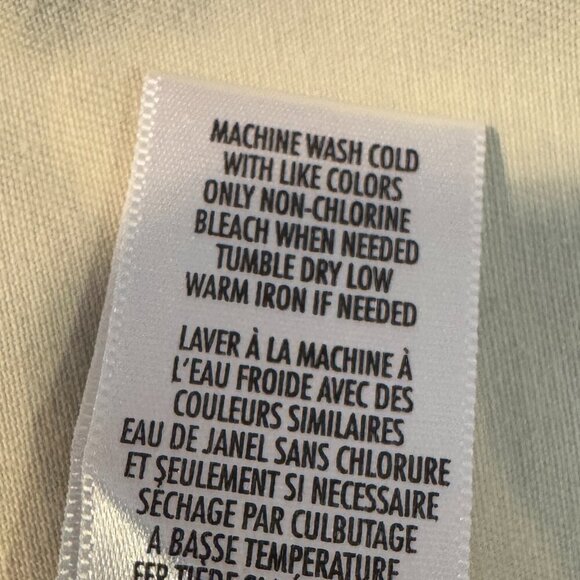 MACHINE WASH COLD
WITH LIKE COLORS
ONLY NON-CHLORINE
BLEACH WHEN NEEDED
TUMBLE DRY LOW
WARM IRON IF NEEDED
LAVER À LA MACHINE À
L'EAU FROIDE AVEC DES
COULEURS SIMILAIRES
EAU DE JANEL SANS CHLORURE
ET SEULEMENT SI NECESSAIRE
SÉCHAGE PAR CULBUTAGE
A BASSE TEMPERATURE
FER TIÈDE